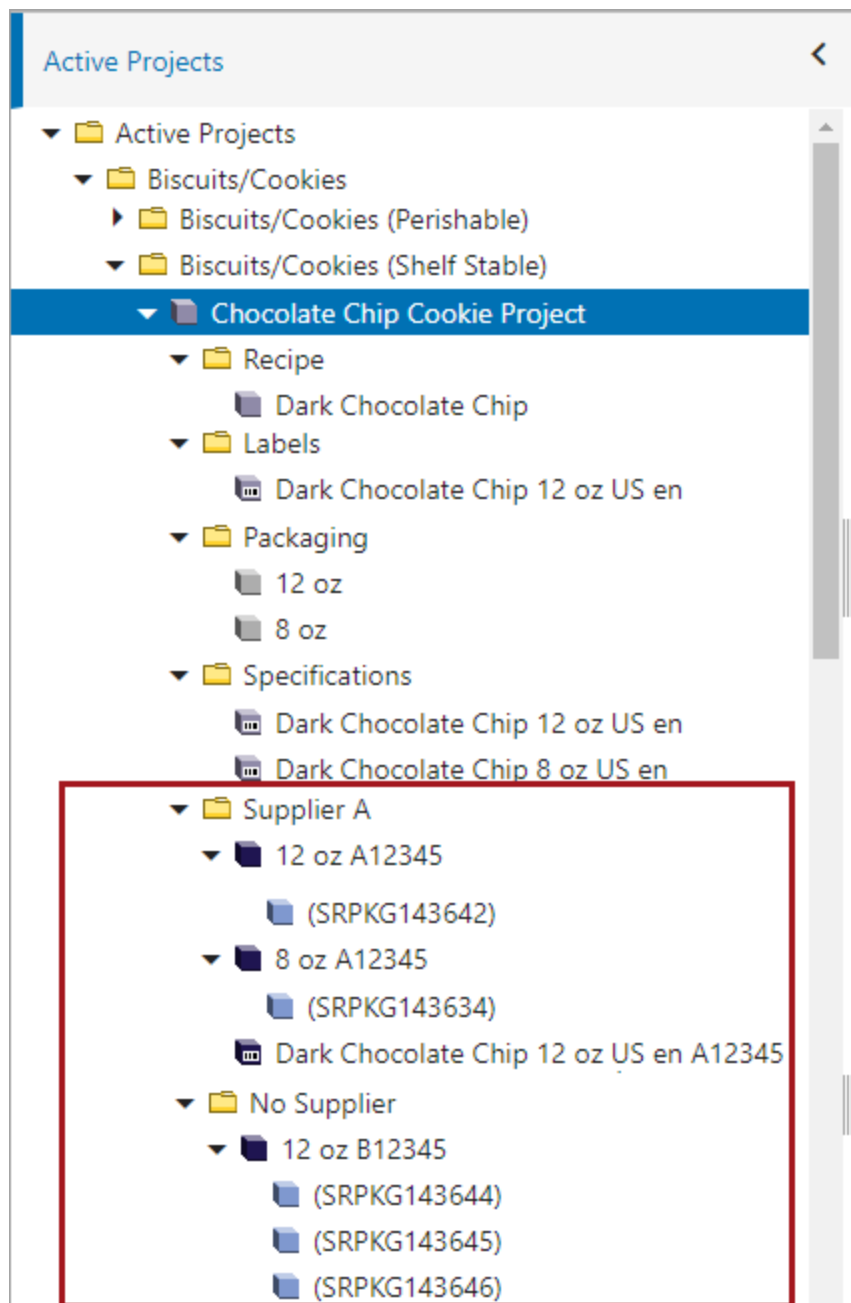 Active Projects
Active Projects
Biscuits/Cookies
Biscuits/Cookies (Perishable)
Biscuits/Cookies (Shelf Stable)
Chocolate Chip Cookie Project
Recipe
Dark Chocolate Chip
Labels
Dark Chocolate Chip 12 oz US en
Packaging
12 oz
8 oz
Specifications
Dark Chocolate Chip 12 oz US en
Dark Chocolate Chip 8 oz US en
Supplier A
12 oz A12345
(SRPKG143642)
8 oz A12345
(SRPKG143634)
Dark Chocolate Chip 12 oz US en A12345
No Supplier
12 oz B12345
(SRPKG143644)
(SRPKG143645)
(SRPKG143646)